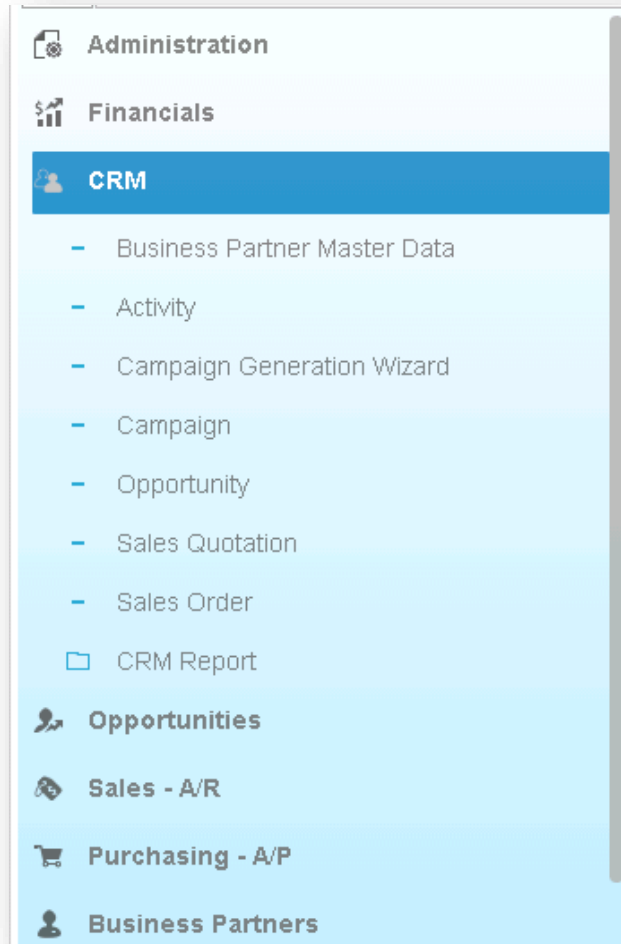 Administration
Financials
CRM
Business Partner Master Data
Activity
Campaign Generation Wizard
Campaign
Opportunity
Sales Quotation
Sales Order
CRM Report
Opportunities
Sales - A/R
Purchasing - A/P
Business Partners